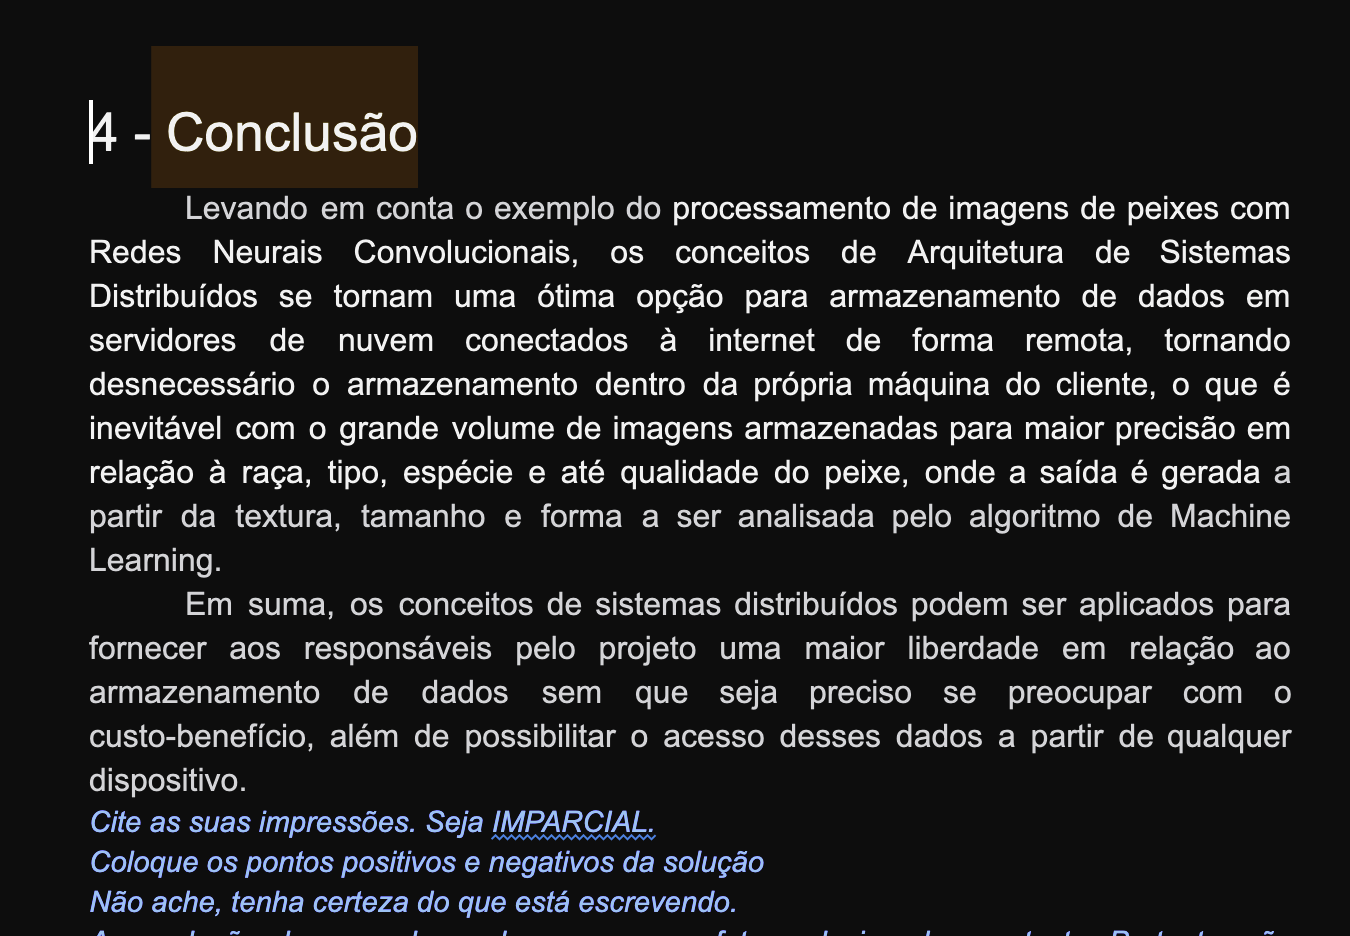 4 - Conclusão
Levando em conta o exemplo do processamento de imagens de peixes com
Redes Neurais Convolucionais, os conceitos de Arquitetura de Sistemas
Distribuídos se tornam uma ótima opção para armazenamento de dados em
servidores de nuvem conectados à internet de forma remota, tornando
desnecessário o armazenamento dentro da própria máquina do cliente, o que é
inevitável com o grande volume de imagens armazenadas para maior precisão em
relação à raça, tipo, espécie e até qualidade do peixe, onde a saída é gerada a
partir da textura, tamanho e forma a ser analisada pelo algoritmo de Machine
Learning.
Em suma, os conceitos de sistemas distribuídos podem ser aplicados para
fornecer aos responsáveis pelo projeto uma maior liberdade em relação ao
armazenamento de dados sem que seja preciso se preocupar com o
custo-benefício, além de possibilitar o acesso desses dados a partir de qualquer
dispositivo.
Cite as suas impressões. Seja IMPARCIAL.
Coloque os pontos positivos e negativos da solução
Não ache, tenha certeza do que está escrevendo.